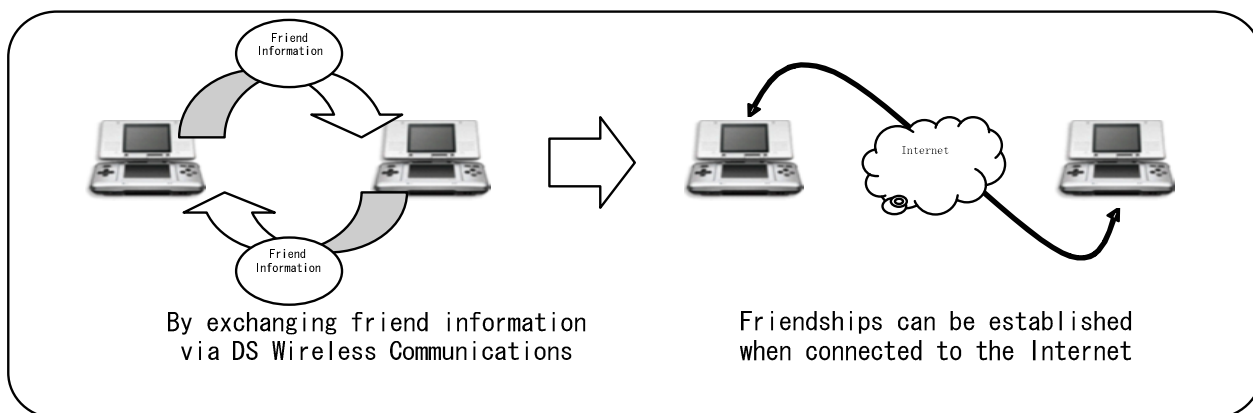 Friend
Information
Friend
Information
By exchanging friend information
via DS Wireless Communications
Internet
Friendships can be established
when connected to the Internet